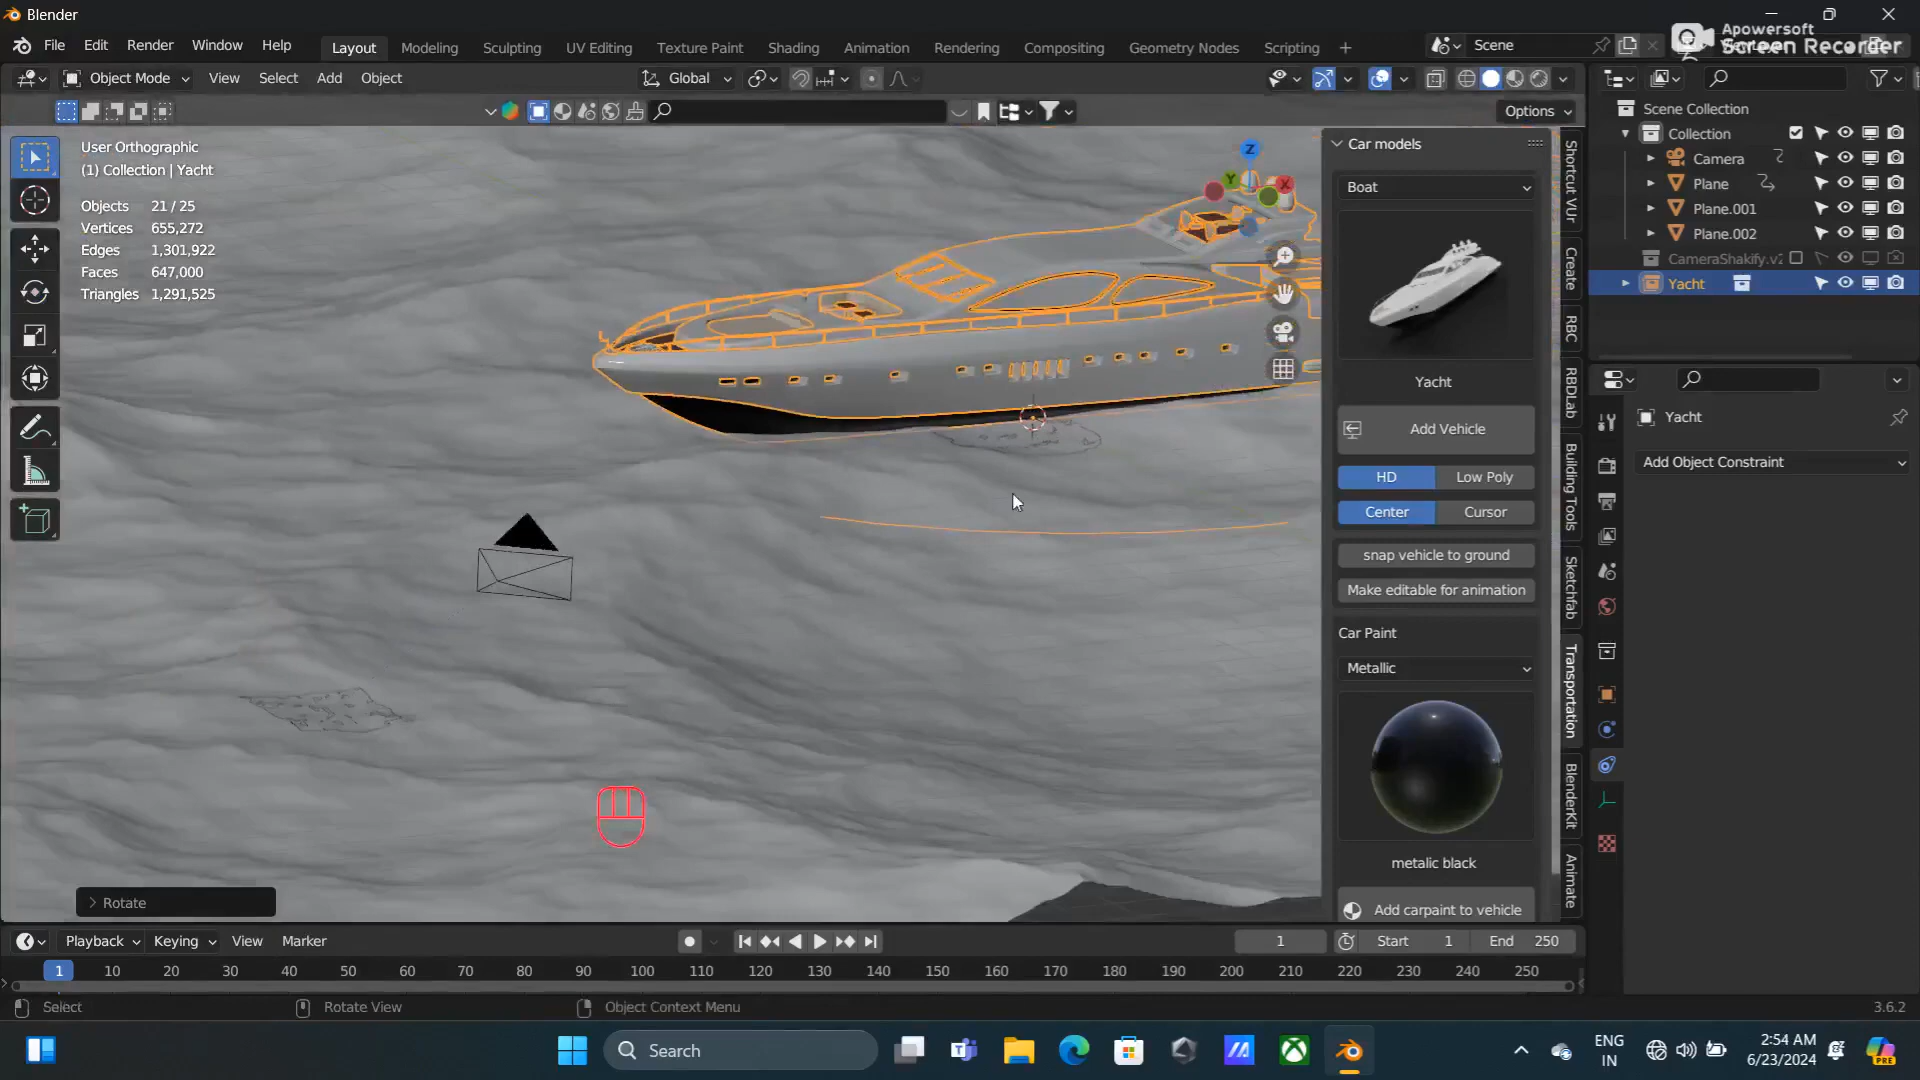 Blender
Apowersoft
Screen Recorder
File Edit Render Window Help
Layout Modeling Sculpting UV Editing Texture Paint Shading Animation Rendering Compositing Geometry Nodes Scripting +
Scene
Object Mode View Select Add Object
Global
Options
User Orthographic
(1) Collection | Yacht
Objects 21 / 25
Vertices 655,272
Edges 1,301,922
Faces 647,000
Triangles 1,291,525
Z
Y
X
Car models
Boat
Yacht
Add Vehicle
HD Low Poly
Center Cursor
snap vehicle to ground
Make editable for animation
Car Paint
Metallic
metalic black
Add carpaint to vehicle
Shortcut VUr
Create
RBC
RBDLab
Building Tools
Sketchfab
Transportation
BlenderKit
Animate
Scene Collection
Collection
Camera
Plane
Plane.001
Plane.002
CameraShakify.v2
Yacht
Yacht
Add Object Constraint
Rotate
Playback Keying View Marker
1 Start 1 End 250
1 10 20 30 40 50 60 70 80 90 100 110 120 130 140 150 160 170 180 190 200 210 220 230 240 250
Select Rotate View Object Context Menu
3.6.2
Search
ENG
IN
2:54 AM
6/23/2024
PRE